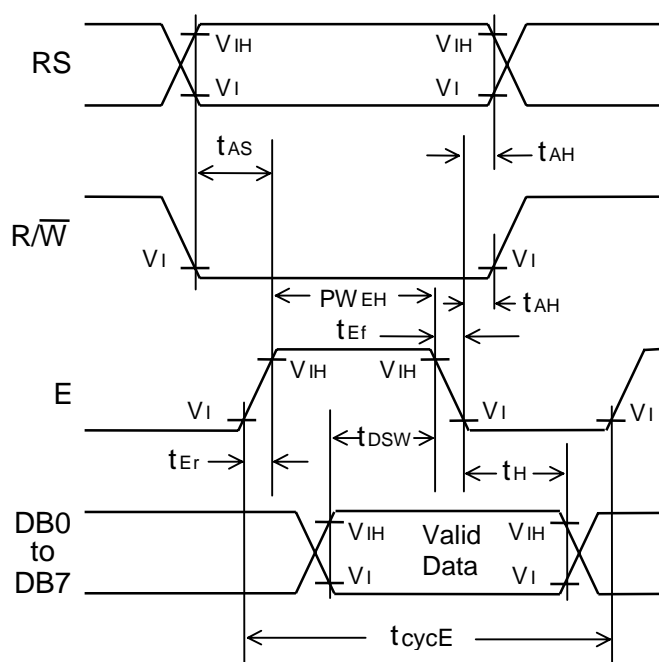 RS
VIH
VIH
VI
VI
tAS
tAH
R/W̅
VI
VI
PWEH
tAH
tEf
E
VIH
VIH
VI
VI
VI
tEr
tDSW
tH
DB0
to
DB7
VIH
Valid
Data
VIH
VI
VI
tcycE